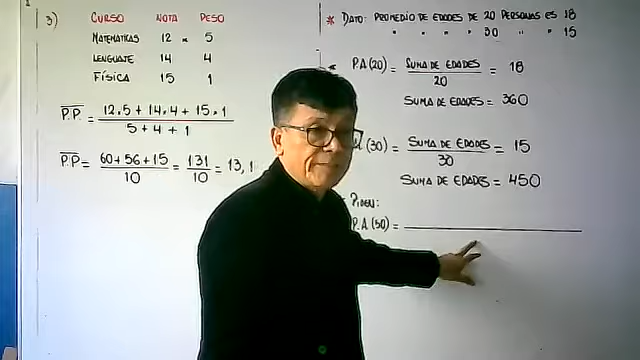 3) CURSO NOTA PESO
MATEMATICAS 12 5
LENGUAJE 14 4
FÍSICA 15 1
P.P. = 12.5 + 14.4 + 15.1
5 + 4 + 1
P.P = 60+56+15 = 131 = 13,1
10 10
* DATO: PROMEDIO DE EDADES DE 20 PERSONAS ES 18
" " " 30 " " 15
P.A(20) = SUMA DE EDADES = 18
20
SUMA DE EDADES = 360
(30) = SUMA DE EDADES = 15
30
SUMA DE EDADES = 450
PIDEN:
P.A(50) =